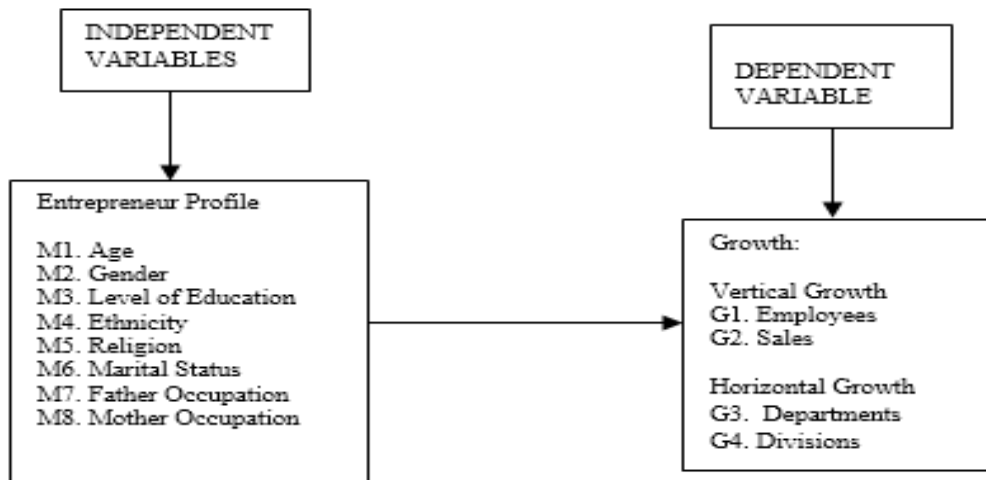 INDEPENDENT
VARIABLES
DEPENDENT
VARIABLE
Entrepreneur Profile
M1. Age
M2. Gender
M3. Level of Education
M4. Ethnicity
M5. Religion
M6. Marital Status
M7. Father Occupation
M8. Mother Occupation
Growth:
Vertical Growth
G1. Employees
G2. Sales
Horizontal Growth
G3. Departments
G4. Divisions